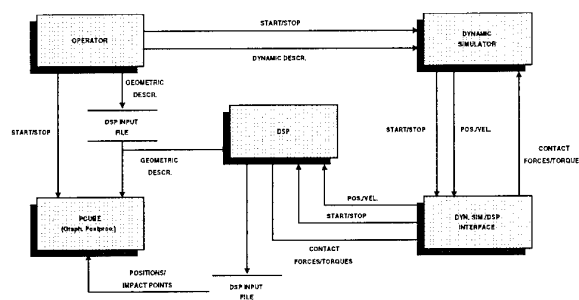 START/STOP
OPERATOR
DYNAMIC
SIMULATOR
DYNAMIC DESCR.
GEOMETRIC
DESCR.
DSP INPUT
FILE
DSP
START/STOP
GEOMETRIC
DESCR.
START/STOP
POS./VEL.
CONTACT
FORCES/TORQUE
POS./VEL.
PCUBE
(Graph. Postproc.)
START/STOP
DYN. SIM./DSP
INTERFACE
CONTACT
FORCES/TORQUES
POSITIONS/
IMPACT POINTS
DSP INPUT
FILE